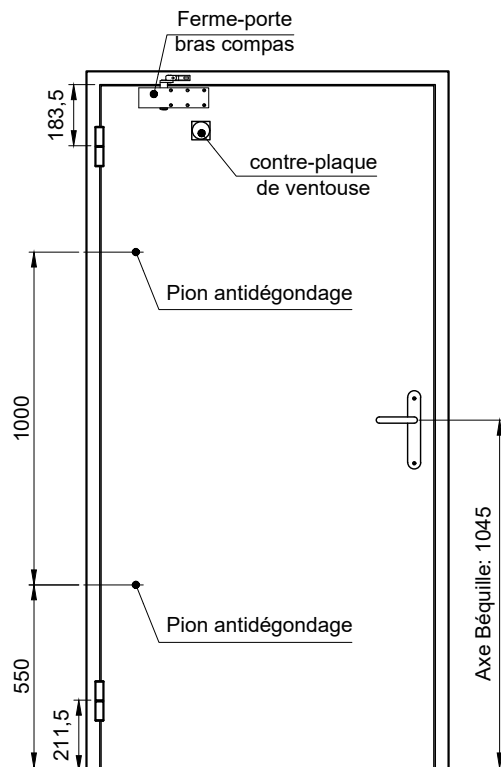 Ferme-porte
bras compas
183,5
contre-plaque
de ventouse
Pion antidégondage
1000
Axe Béquille: 1045
Pion antidégondage
550
211,5